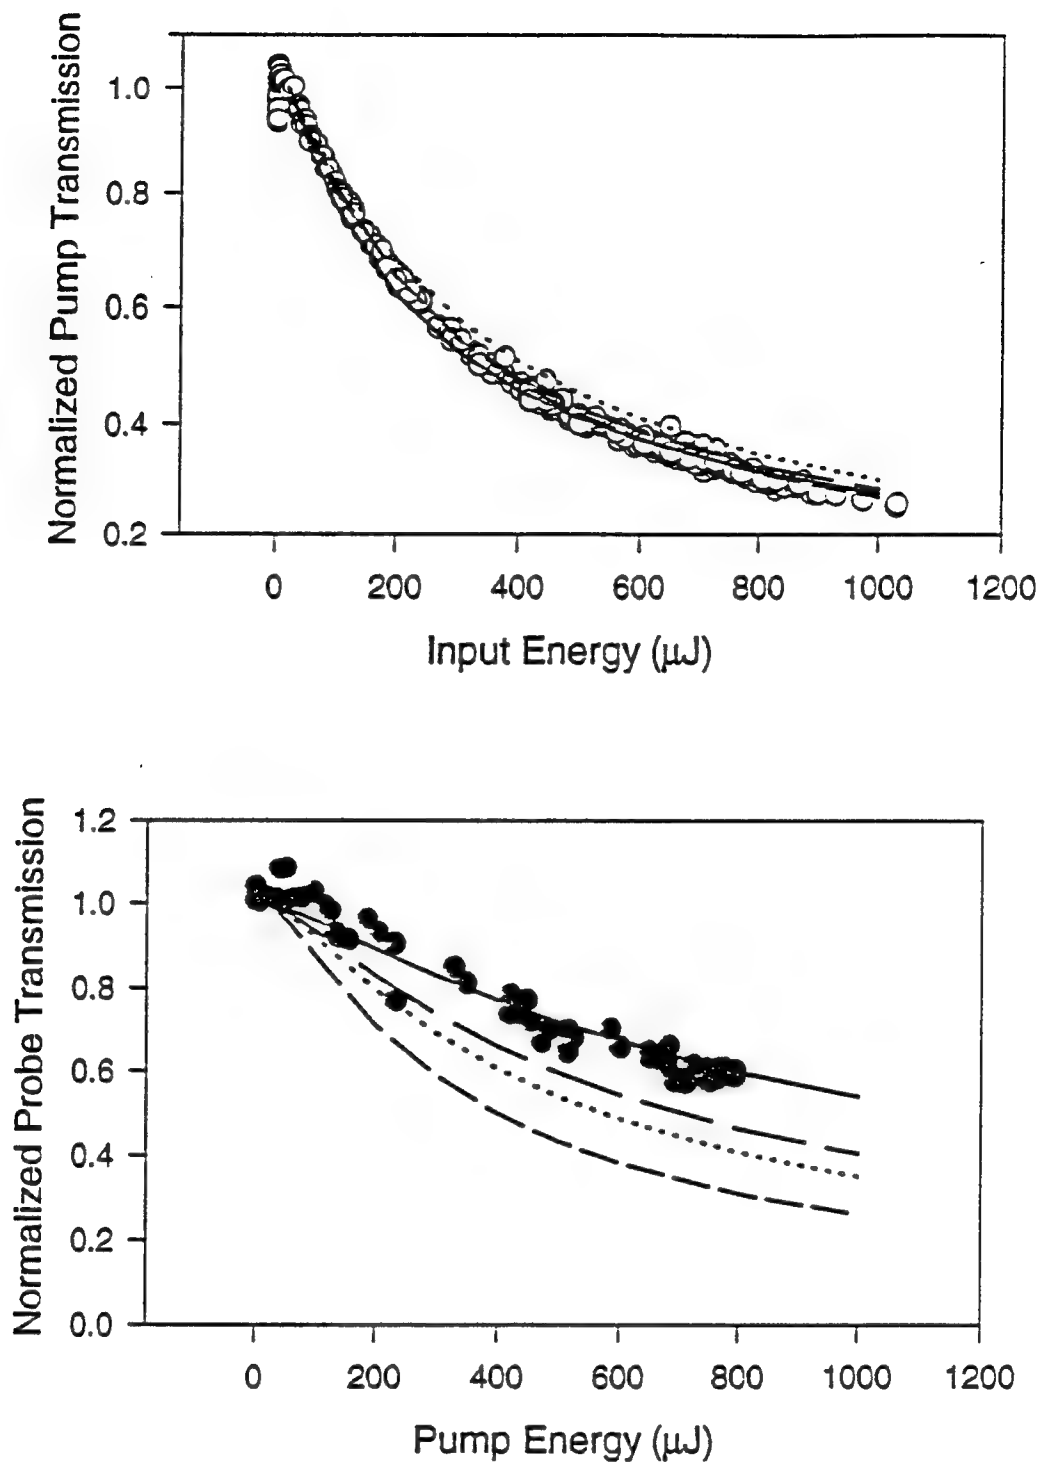 Normalized Pump Transmission
1.0
0.8
0.6
0.4
0.2
0 200 400 600 800 1000 1200
Input Energy (µJ)
Normalized Probe Transmission
1.2
1.0
0.8
0.6
0.4
0.2
0.0
0 200 400 600 800 1000 1200
Pump Energy (µJ)